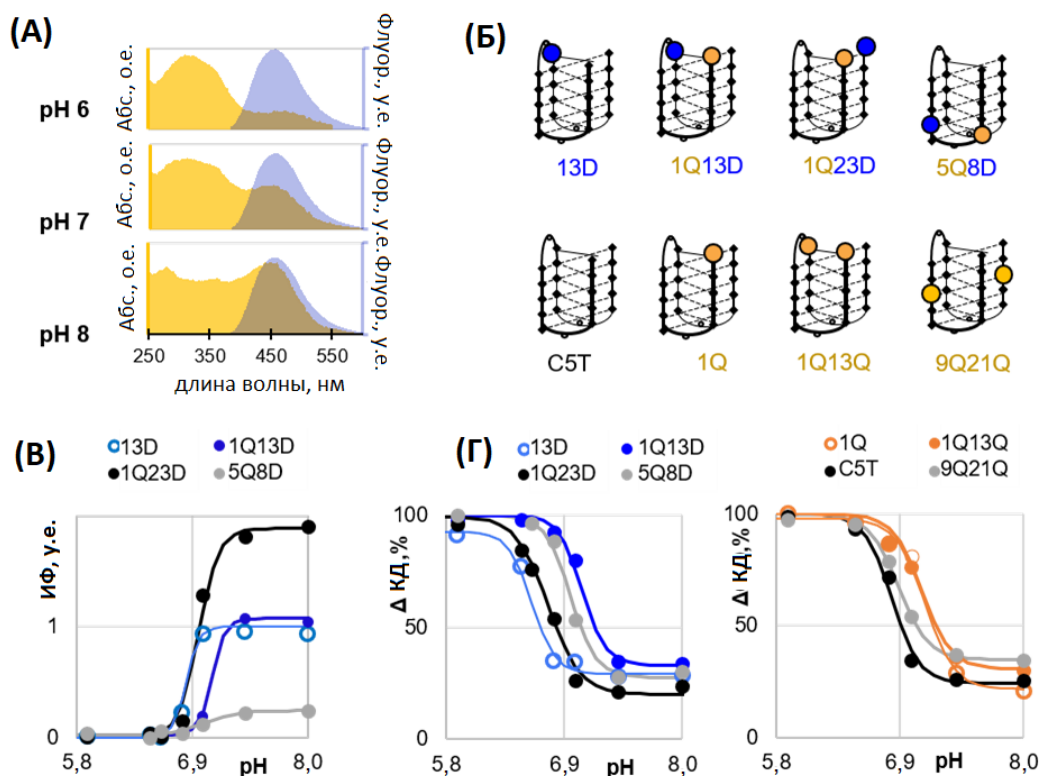 (А)
pH 6
Абс., о.е.
Флуор., у.е.
pH 7
Абс., о.е.
Флуор., у.е.
pH 8
Абс., о.е.
Флуор., у.е.
250 350 450 550
длина волны, нм
(Б)
13D 1Q13D 1Q23D 5Q8D
C5T 1Q 1Q13Q 9Q21Q
(В)
13D 1Q13D
1Q23D 5Q8D
ИФ, у.е.
1
0
5,8 6,9 pH 8,0
(Г)
13D 1Q13D
1Q23D 5Q8D
Δ КД,%
100
50
0
5,8 6,9 pH 8,0
1Q 1Q13Q
C5T 9Q21Q
Δ КД,%
100
50
0
5,8 6,9 pH 8,0